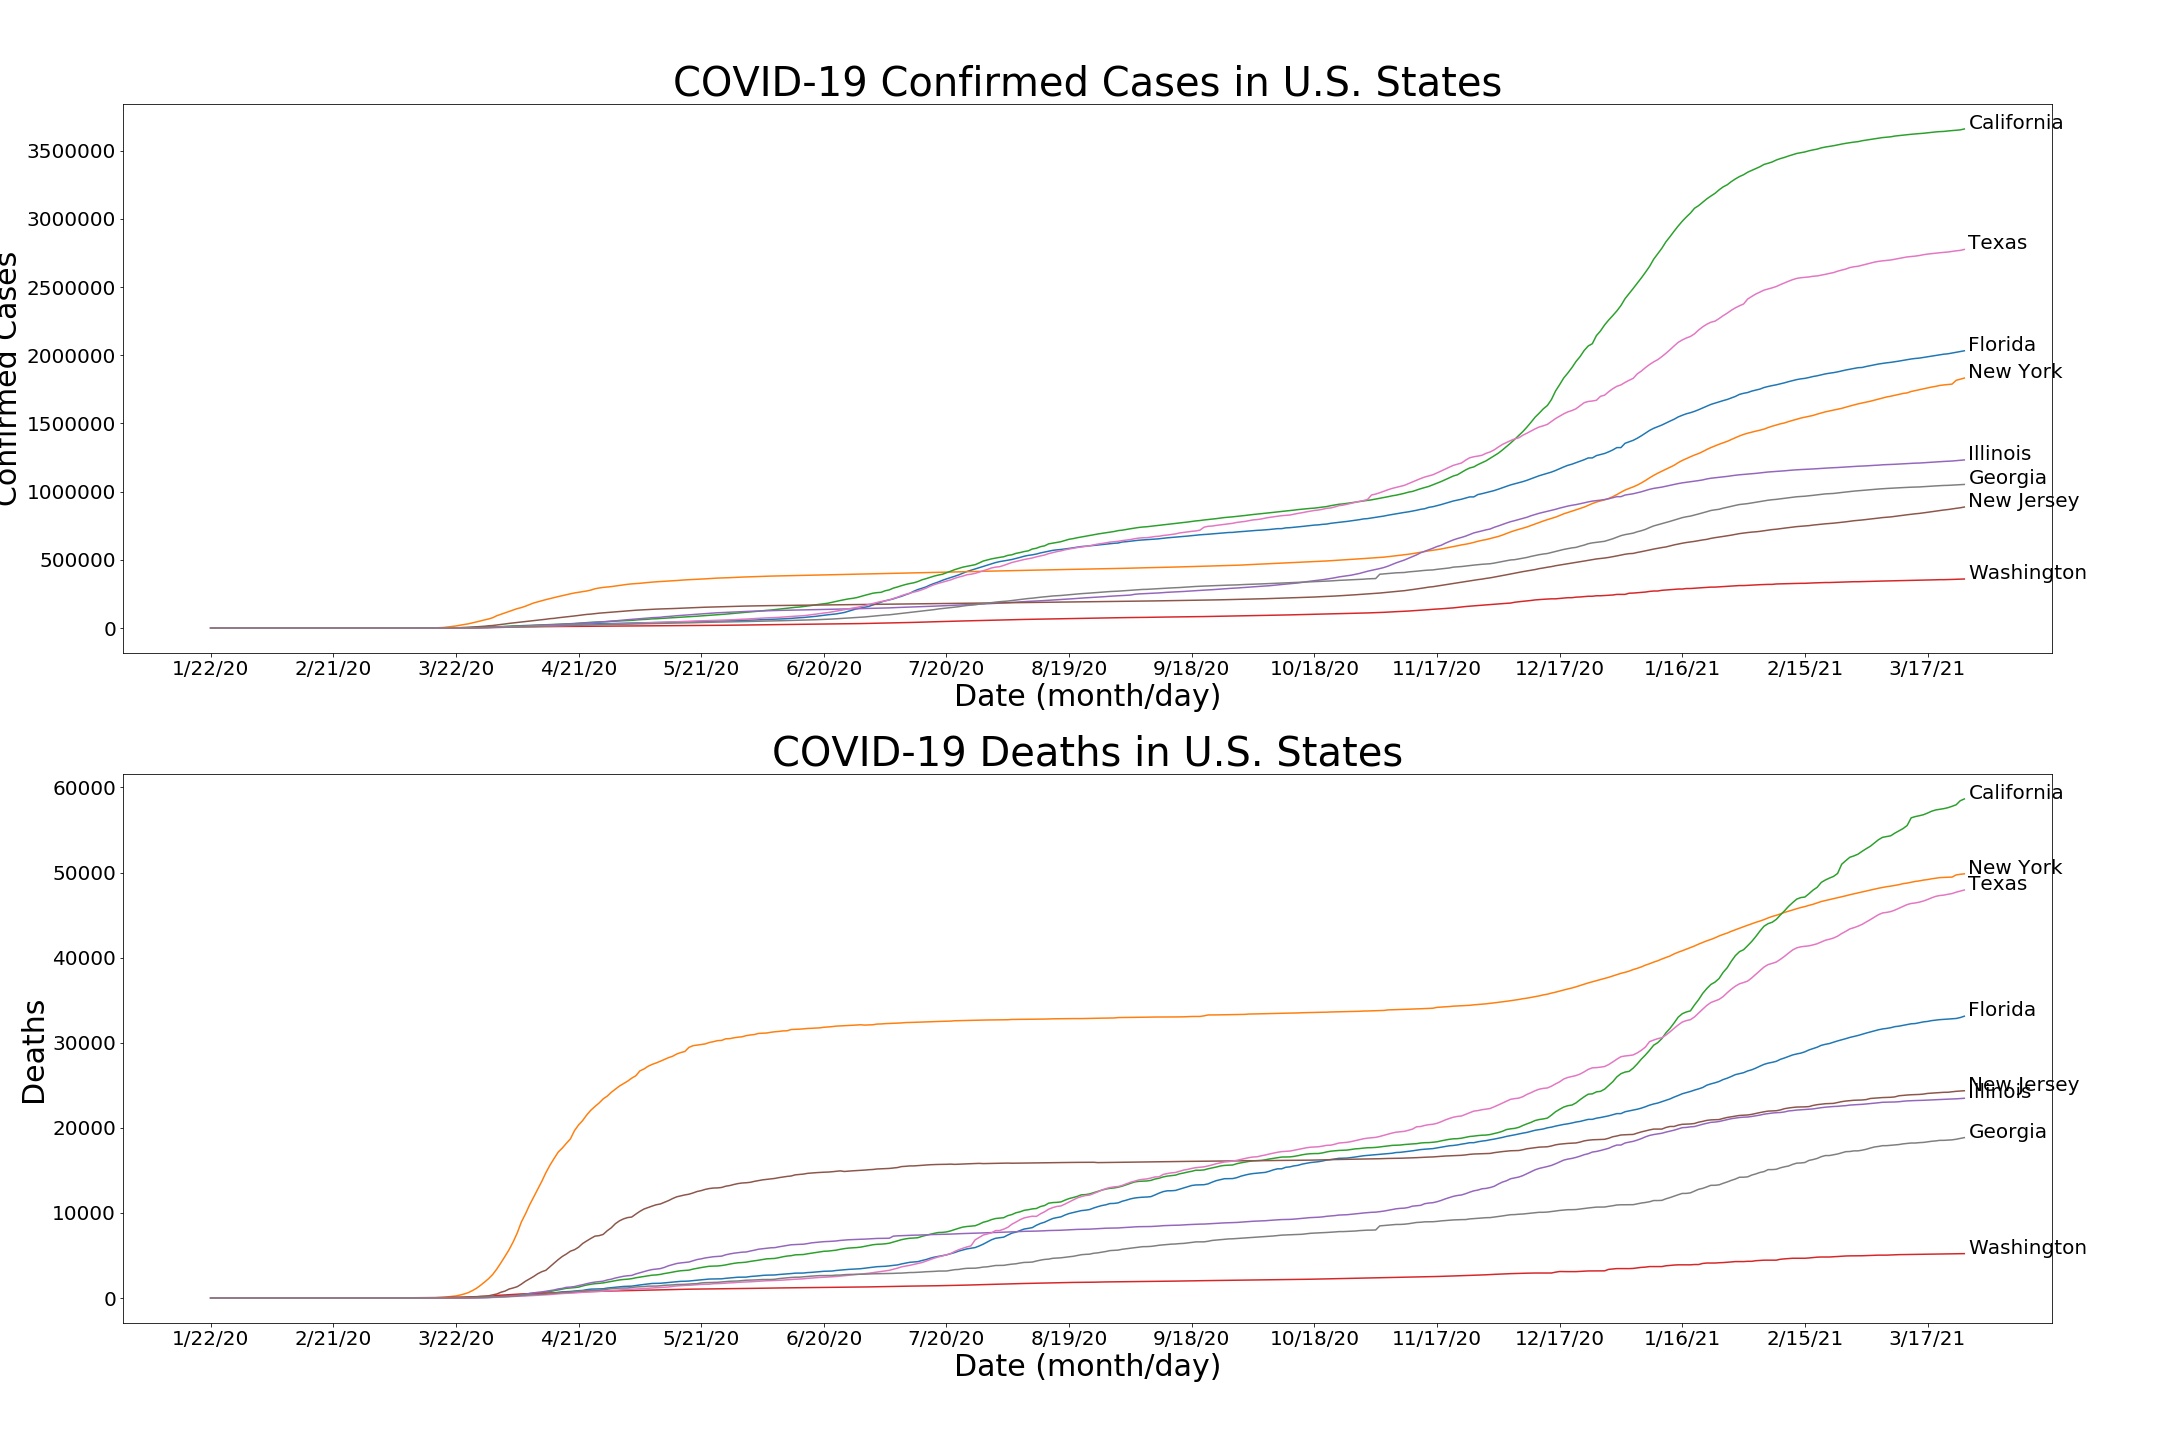 COVID-19 Confirmed Cases in U.S. States
Confirmed Cases
3500000
3000000
2500000
2000000
1500000
1000000
500000
0
California
Texas
Florida
New York
Illinois
Georgia
New Jersey
Washington
1/22/20 2/21/20 3/22/20 4/21/20 5/21/20 6/20/20 7/20/20 8/19/20 9/18/20 10/18/20 11/17/20 12/17/20 1/16/21 2/15/21 3/17/21
Date (month/day)
COVID-19 Deaths in U.S. States
Deaths
60000
50000
40000
30000
20000
10000
0
California
New York
Texas
Florida
New Jersey
Illinois
Georgia
Washington
1/22/20 2/21/20 3/22/20 4/21/20 5/21/20 6/20/20 7/20/20 8/19/20 9/18/20 10/18/20 11/17/20 12/17/20 1/16/21 2/15/21 3/17/21
Date (month/day)